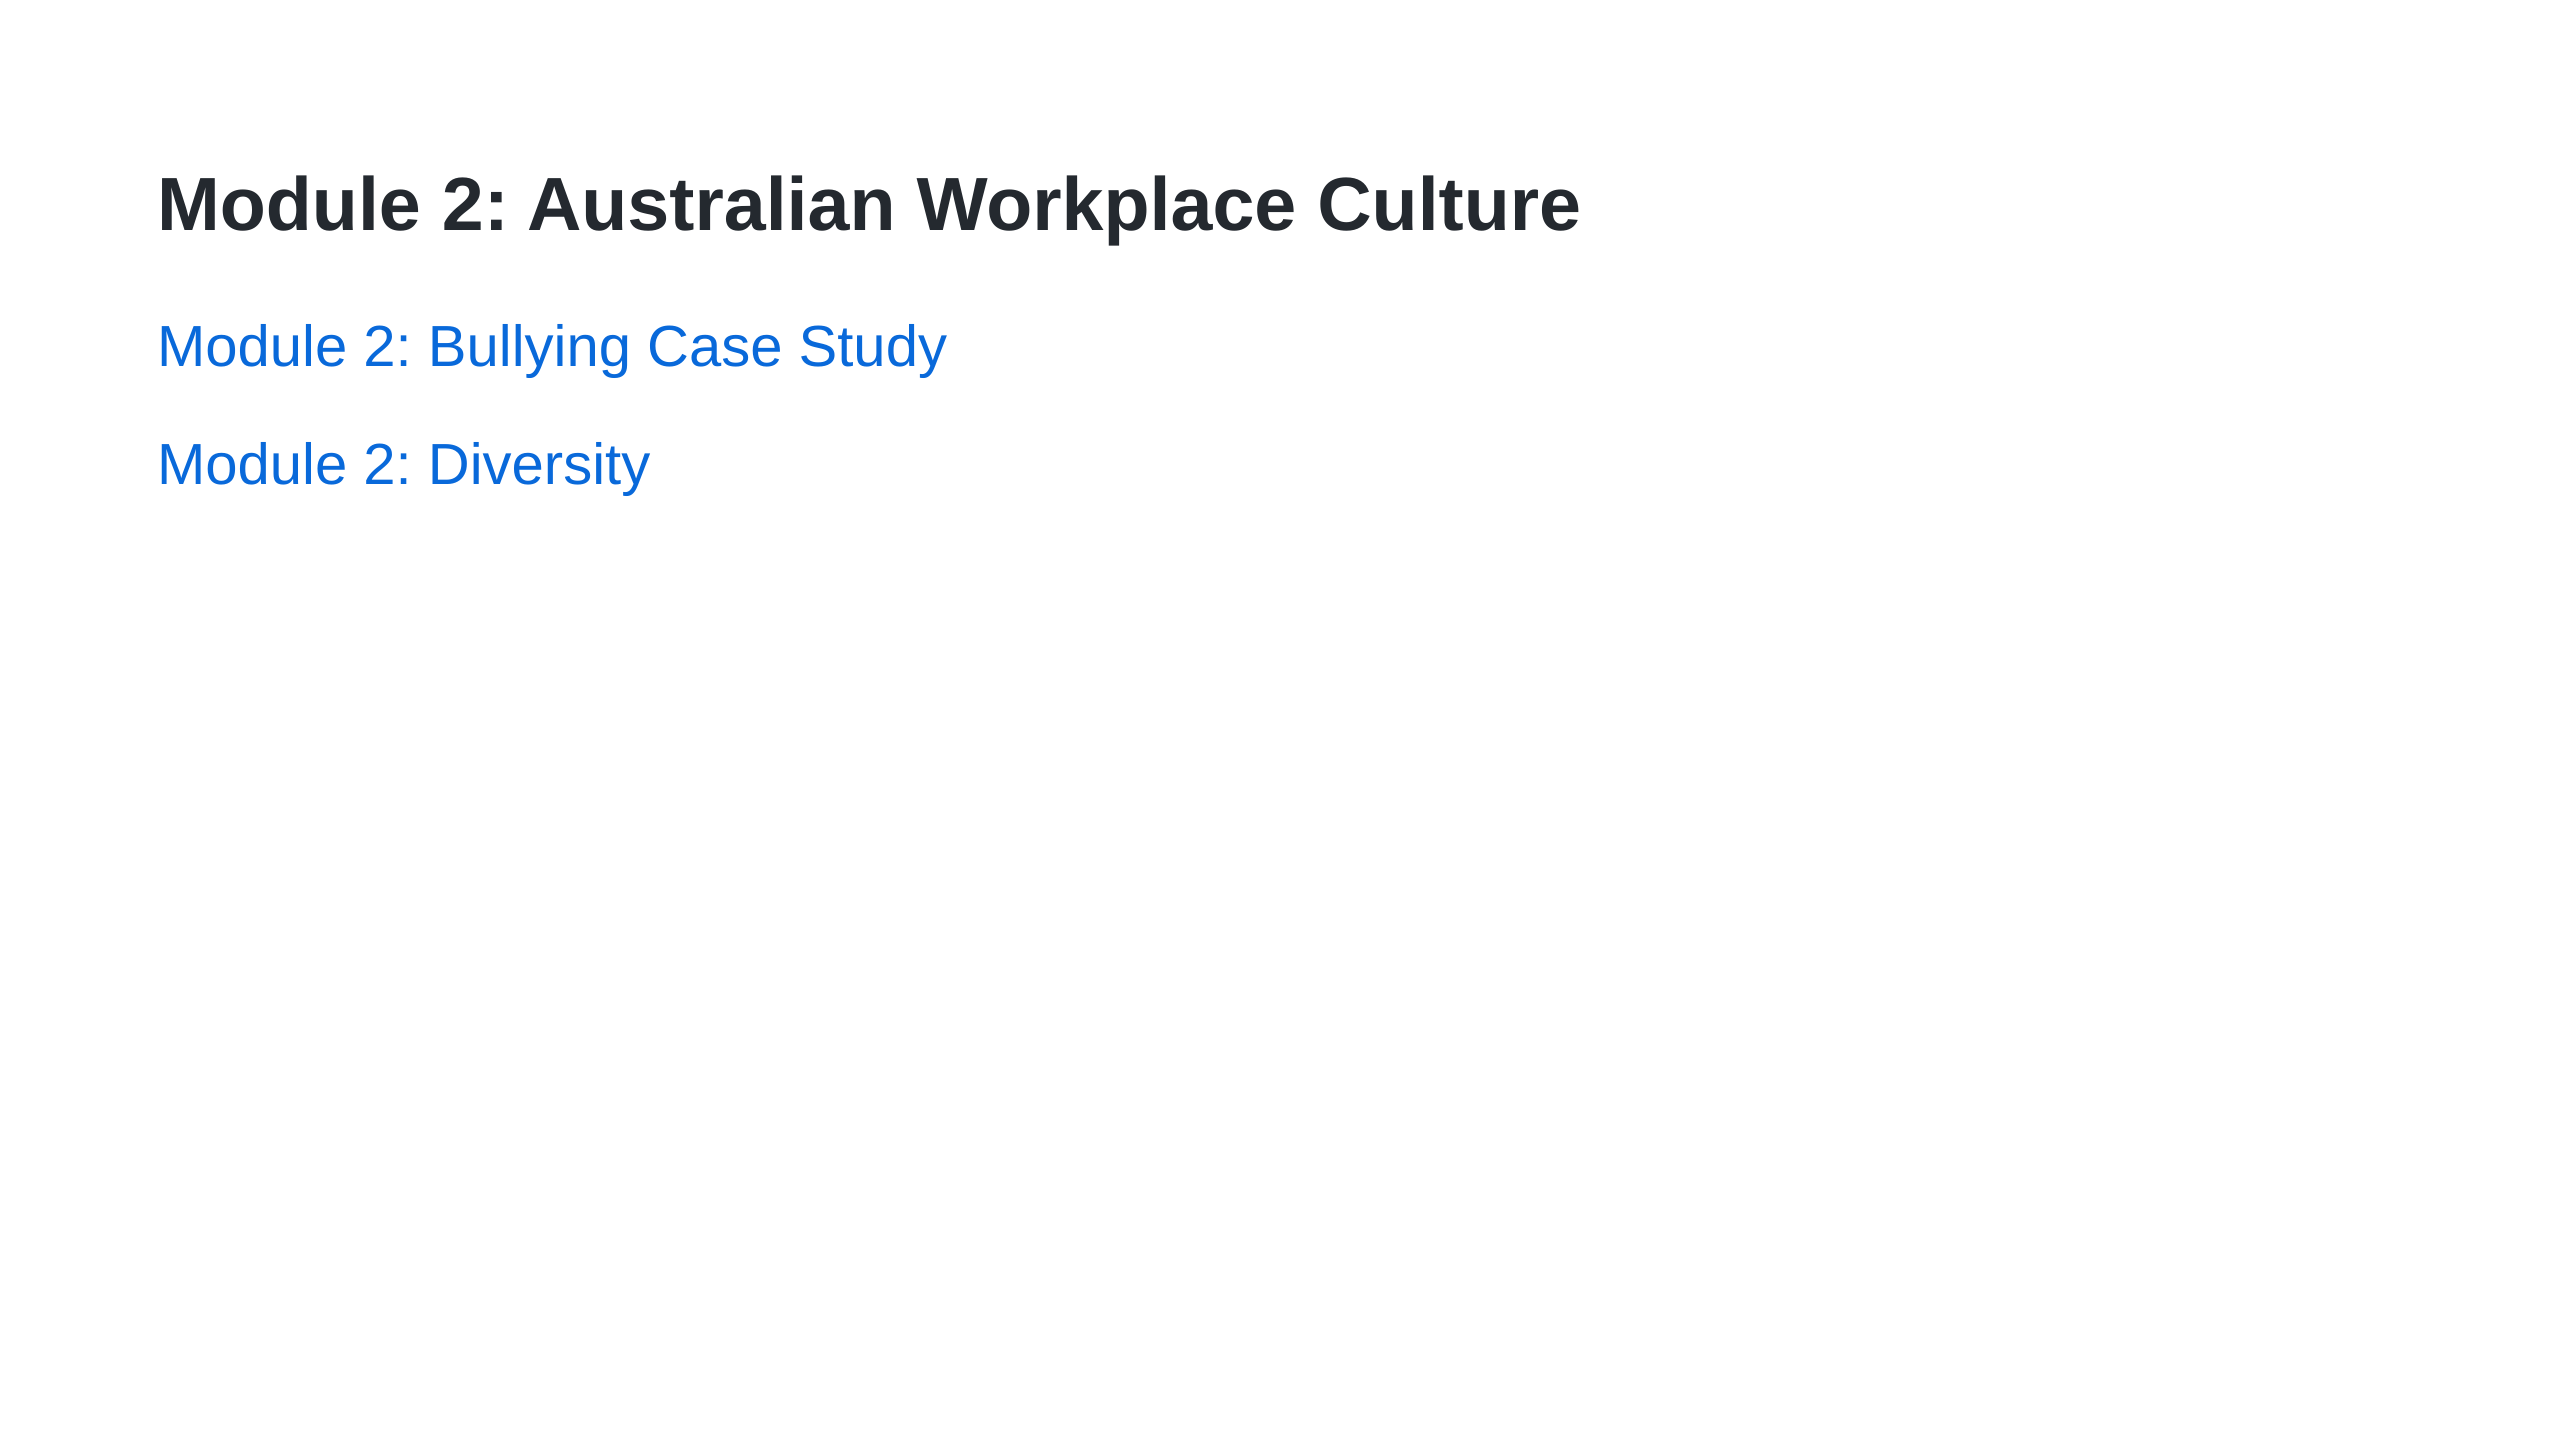 Module 2: Australian Workplace Culture
Module 2: Bullying Case Study
Module 2: Diversity